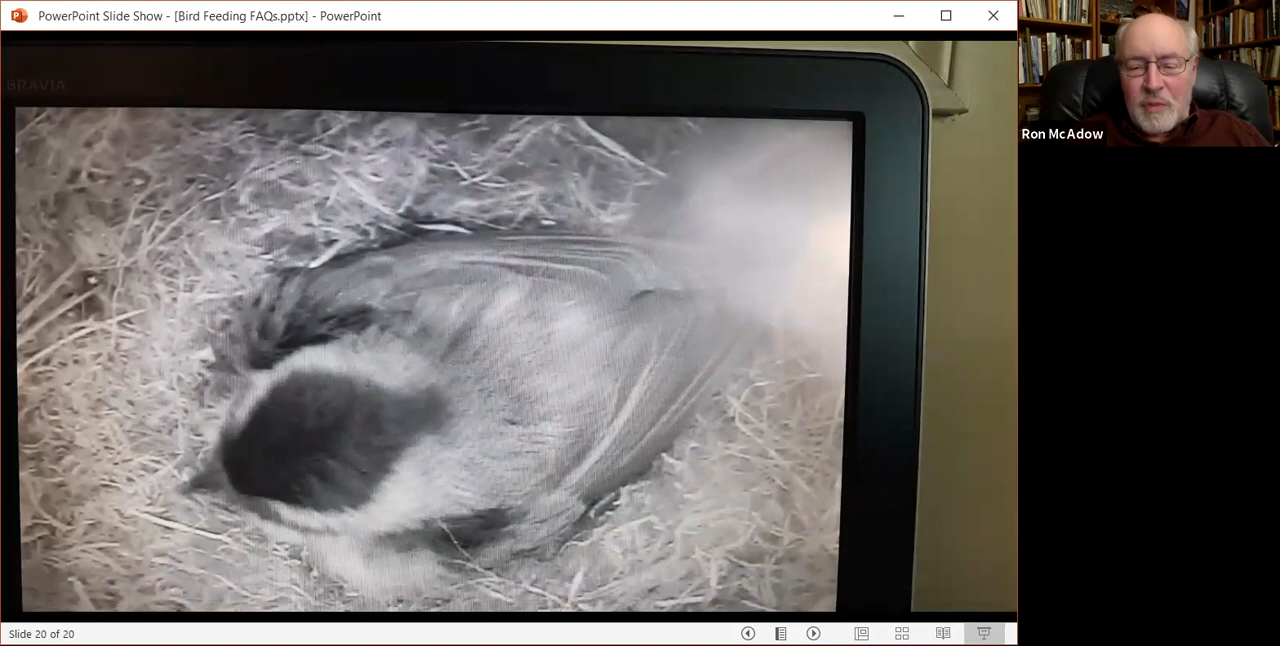 PowerPoint Slide Show - [Bird Feeding FAQs.pptx] - PowerPoint
BRAVIA
Ron McAdow
Slide 20 of 20